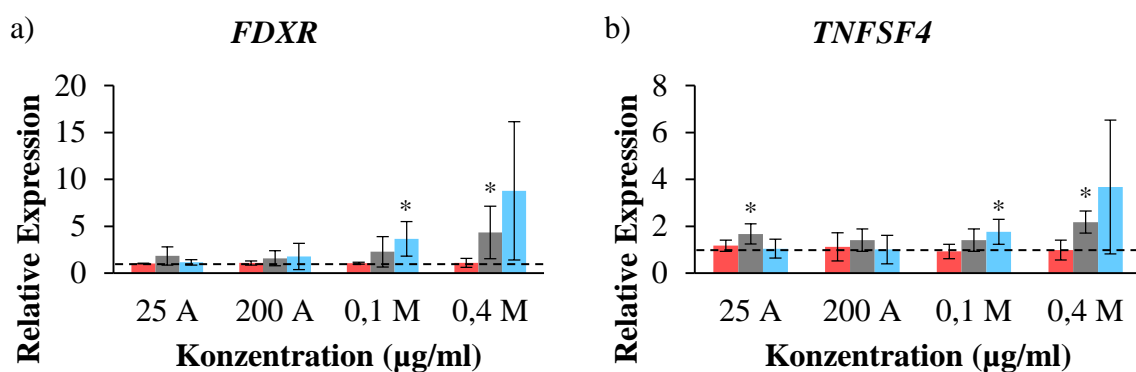 a)
FDXR
Relative Expression
20
15
10
5
0
*
*
25 A 200 A 0,1 M 0,4 M
Konzentration (µg/ml)
b)
TNFSF4
Relative Expression
8
6
4
2
0
*
*
*
25 A 200 A 0,1 M 0,4 M
Konzentration (µg/ml)